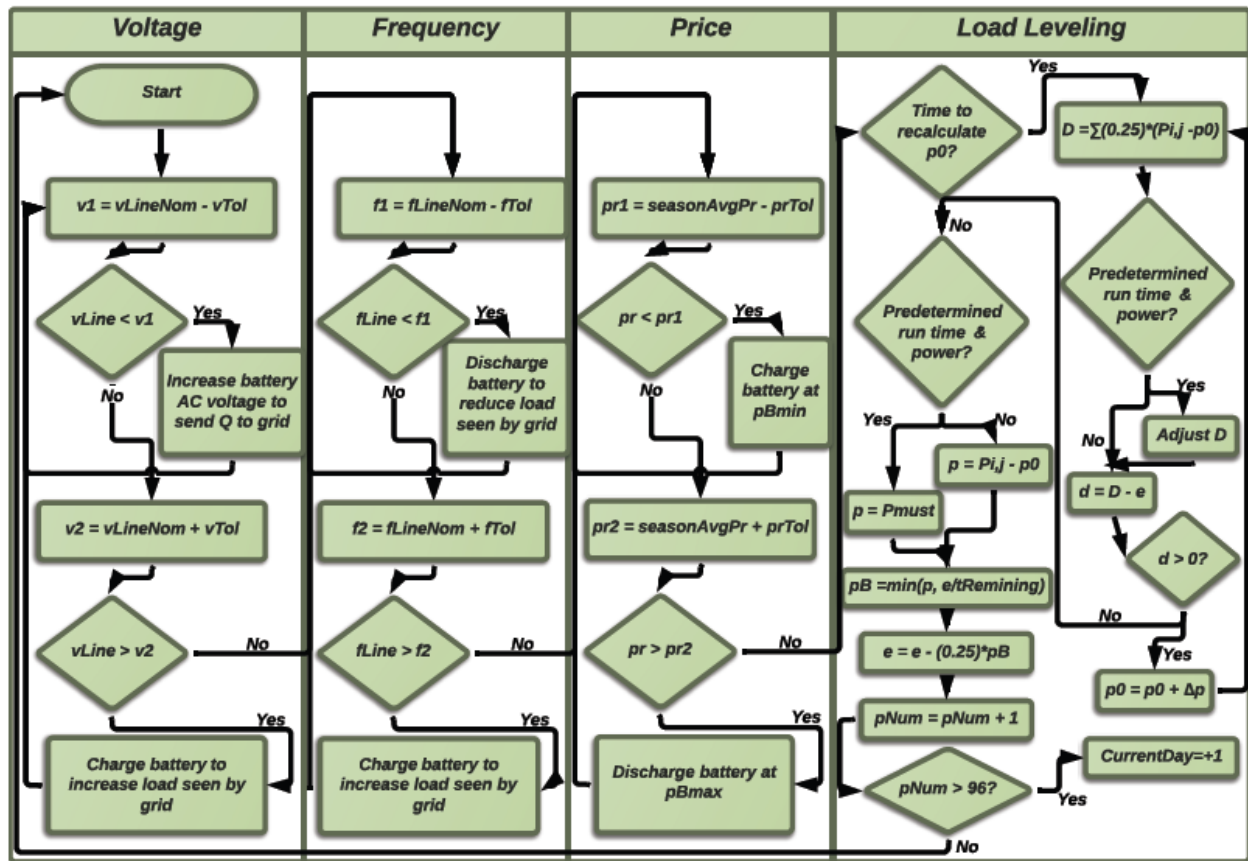 Voltage
Frequency
Price
Load Leveling
Start
v1 = vLineNom - vTol
vLine < v1
Yes
No
Increase battery
AC voltage to
send Q to grid
v2 = vLineNom + vTol
vLine > v2
No
Yes
Charge battery to
increase load seen by
grid
f1 = fLineNom - fTol
fLine < f1
Yes
No
Discharge
battery to
reduce load
seen by grid
f2 = fLineNom + fTol
fLine > f2
No
Yes
Charge battery to
increase load seen by
grid
pr1 = seasonAvgPr - prTol
pr < pr1
Yes
No
Charge
battery at
pBmin
pr2 = seasonAvgPr + prTol
pr > pr2
No
Yes
Discharge battery at
pBmax
Time to
recalculate
p0?
Yes
No
D =∑(0.25)*(Pi,j -p0)
Predetermined
run time &
power?
Yes
No
p = Pi,j - p0
p = Pmust
pB =min(p, e/tRemining)
e = e - (0.25)*pB
pNum = pNum + 1
pNum > 96?
Yes
No
CurrentDay=+1
Predetermined
run time &
power?
Yes
No
Adjust D
d = D - e
d > 0?
No
Yes
p0 = p0 + Δp